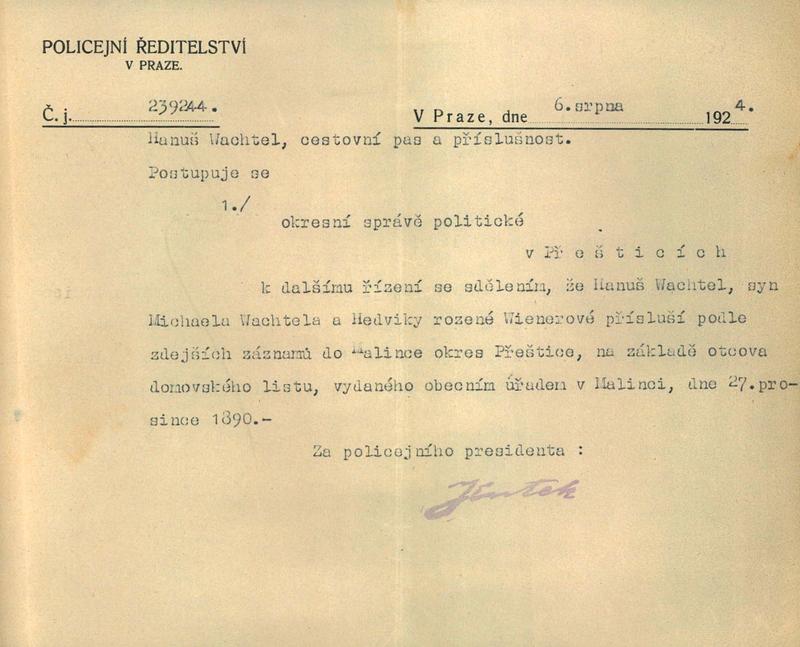 POLICEJNÍ ŘEDITELSTVÍ
V PRAZE.
Č. j. 239244.
V Praze, dne 6. srpna 1924.
Hanuš Wachtel, cestovní pas a příslušnost.
Postupuje se
1./
okresní správě politické
v Přešticích
k dalšímu řízení se sdělením, že Hanuš Wachtel, syn
Michaela Wachtela a Hedviky rozené Wienerové přísluší podle
zdejších záznamů do Malince okres Přeštice, na základě otcova
domovského listu, vydaného obecním úřadem v Malinci, dne 27.pro-
since 1890.-
Za policejního presidenta :